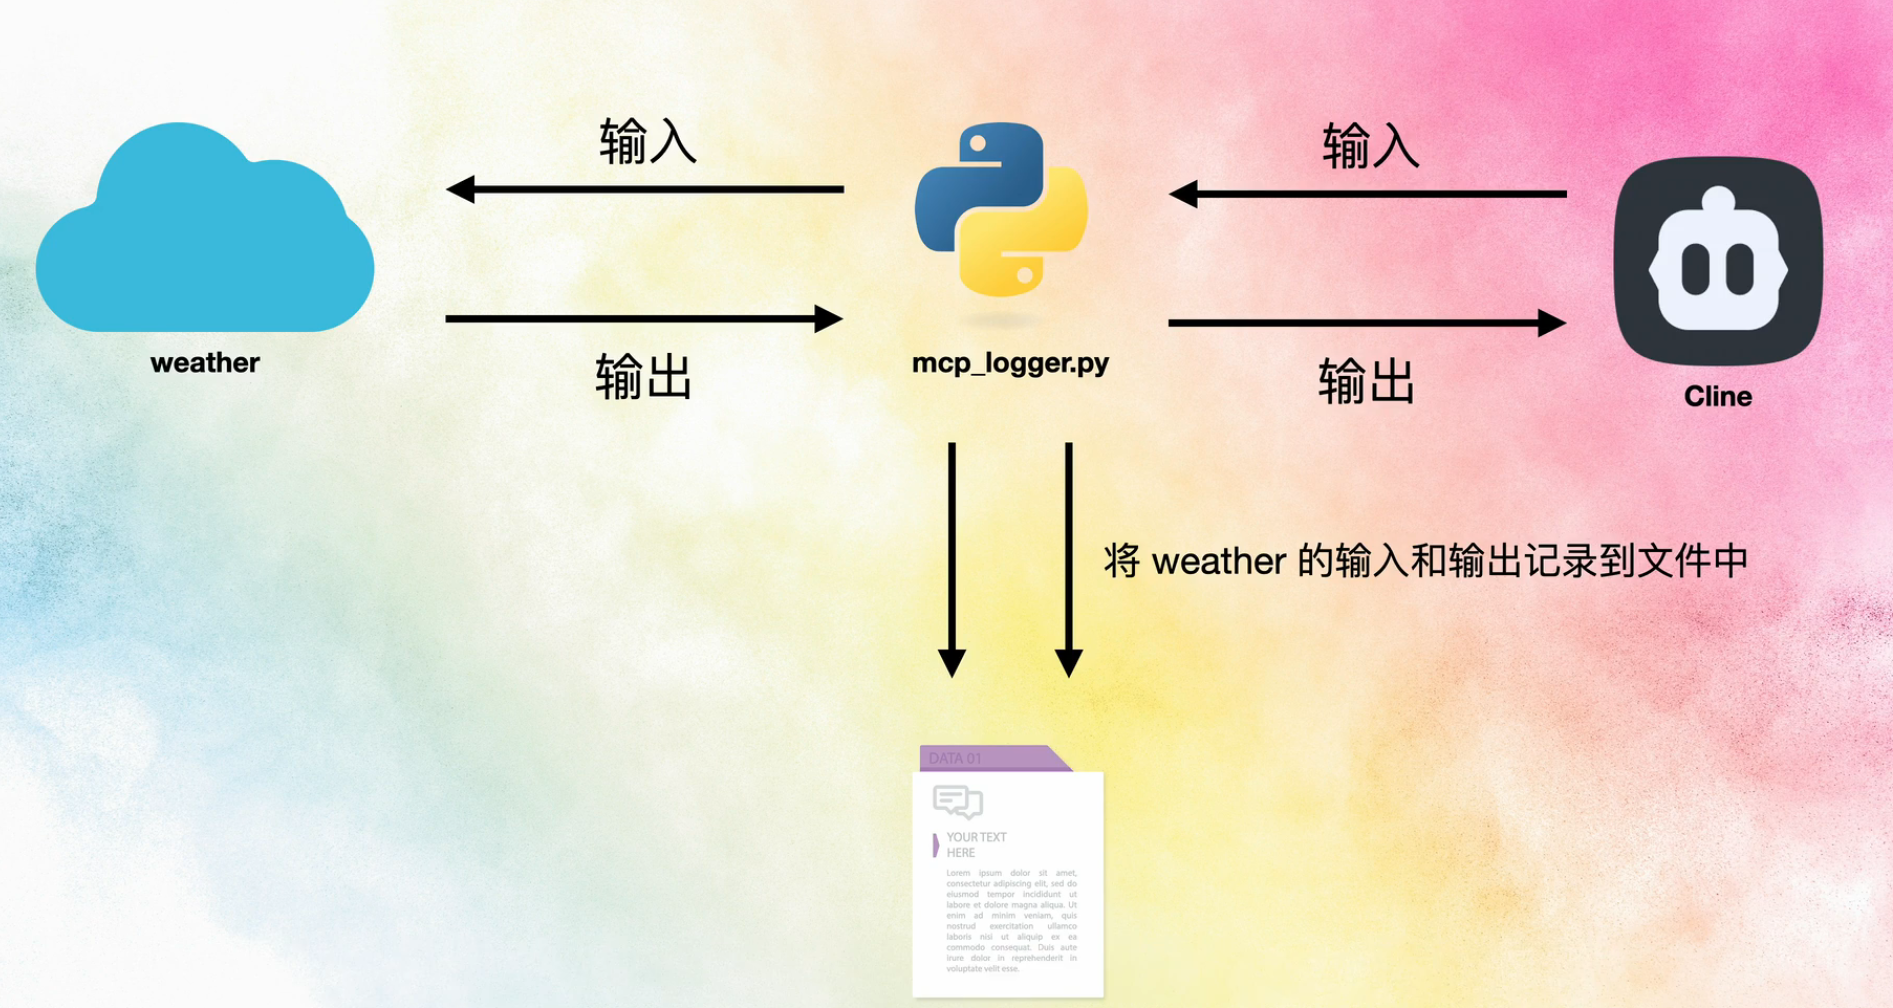 输入
输入
weather
输出
mcp_logger.py
输出
Cline
将 weather 的输入和输出记录到文件中
DATA 01
YOUR TEXT
HERE
Lorem ipsum dolor sit amet,
consectetur adipiscing elit, sed do
eiusmod tempor incididunt ut
labore et dolore magna aliqua. Ut
enim ad minim veniam, quis
nostrud exercitation ullamco
laboris nisi ut aliquip ex ea
commodo consequat. Duis aute
irure dolor in reprehenderit in
voluptate velit esse.